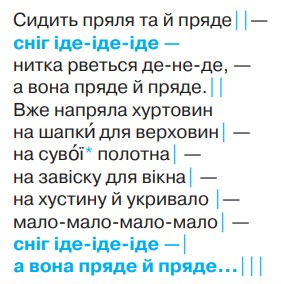 Сидить пряля та й пряде||—
сніг іде-іде-іде —
нитка рветься де-не-де, —
а вона пряде й пряде.||
Вже напряла хуртовин
на шапки́ для верховин| —
на суво́ї* полотна| —
на завіску для вікна| —
на хустину й укривало |—
мало-мало-мало-мало| —
сніг іде-іде-іде —|
а вона пряде й пряде...|||